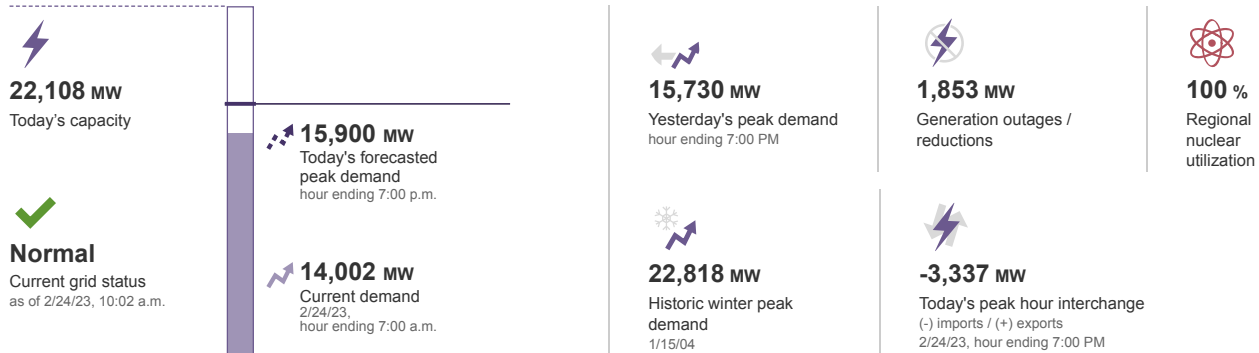 22,108 MW
Today's capacity
Normal
Current grid status
as of 2/24/23, 10:02 a.m.
15,900 MW
Today's forecasted
peak demand
hour ending 7:00 p.m.
14,002 MW
Current demand
2/24/23,
hour ending 7:00 a.m.
15,730 MW
Yesterday's peak demand
hour ending 7:00 PM
1,853 MW
Generation outages /
reductions
100 %
Regional
nuclear
utilization
22,818 MW
Historic winter peak
demand
1/15/04
-3,337 MW
Today's peak hour interchange
(-) imports / (+) exports
2/24/23, hour ending 7:00 PM